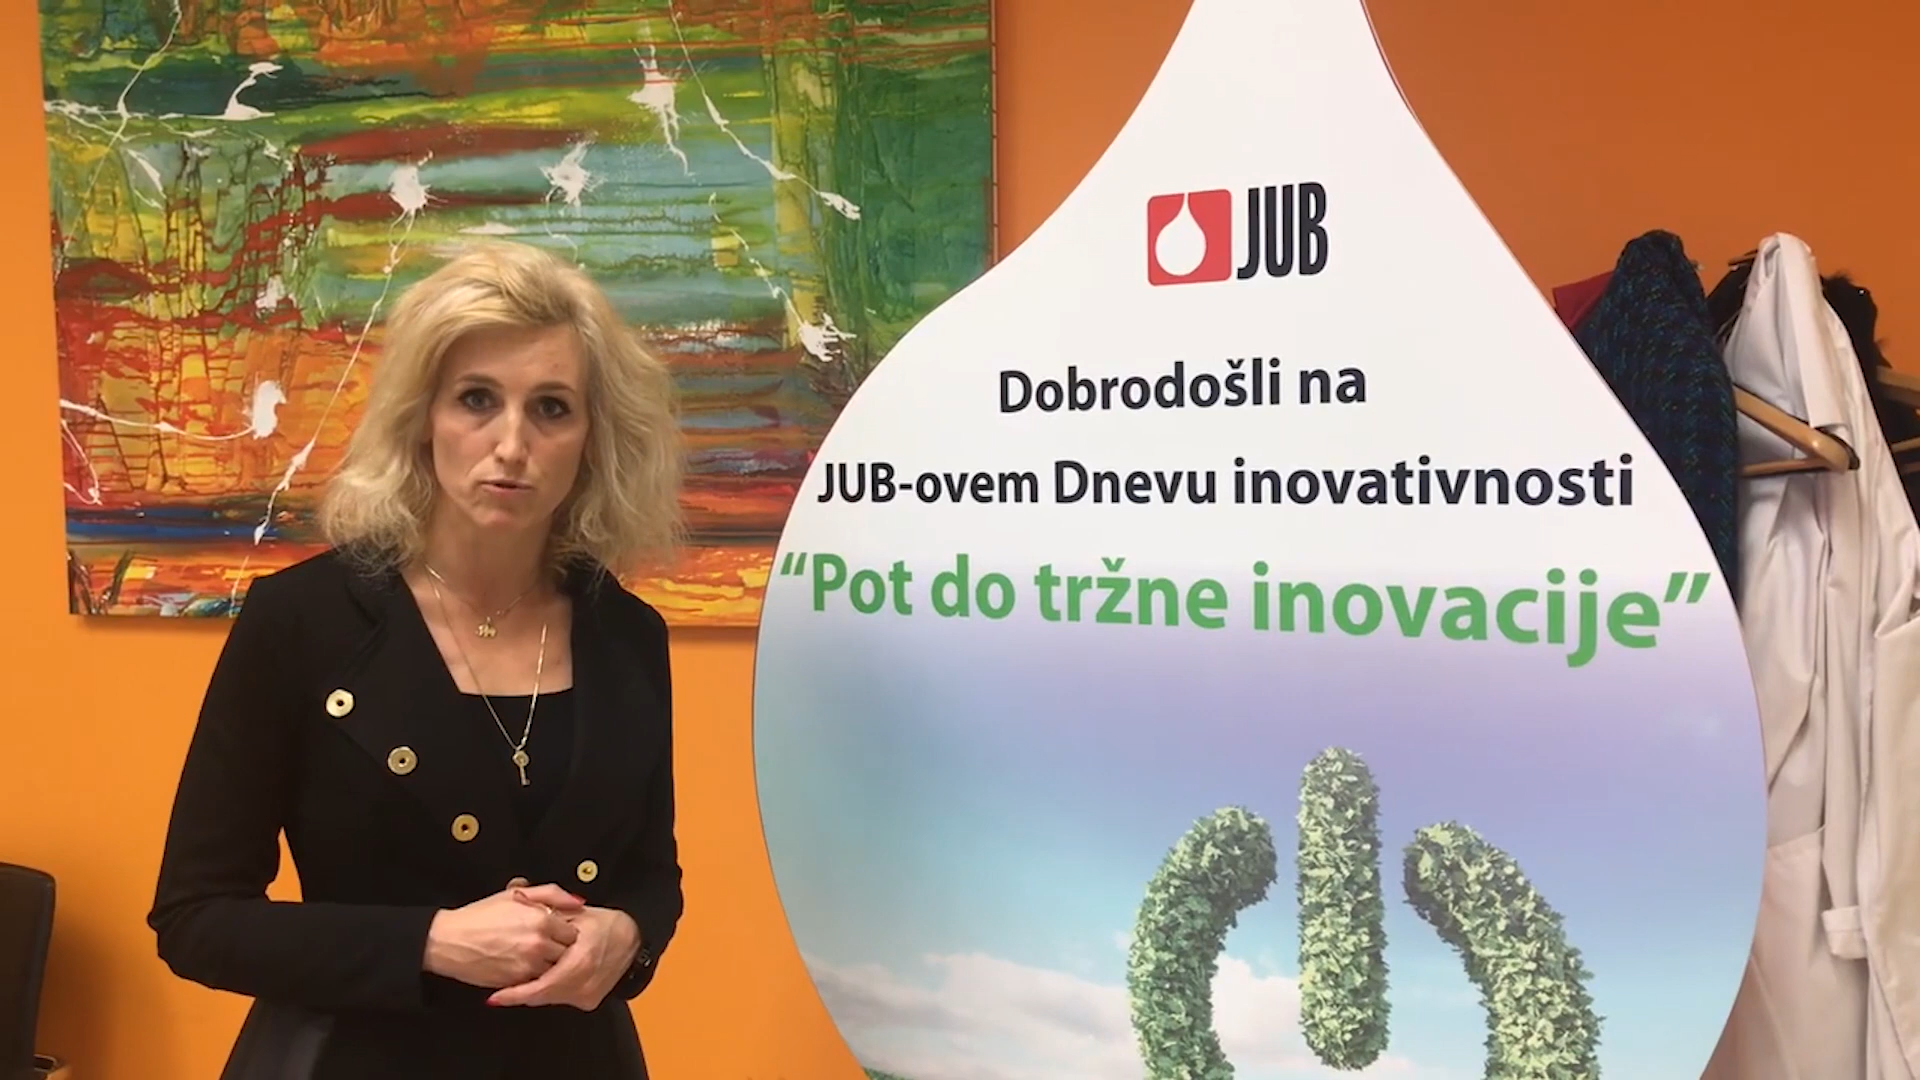 JUB
Dobrodošli na
JUB-ovem Dnevu inovativnosti
“Pot do tržne inovacije”